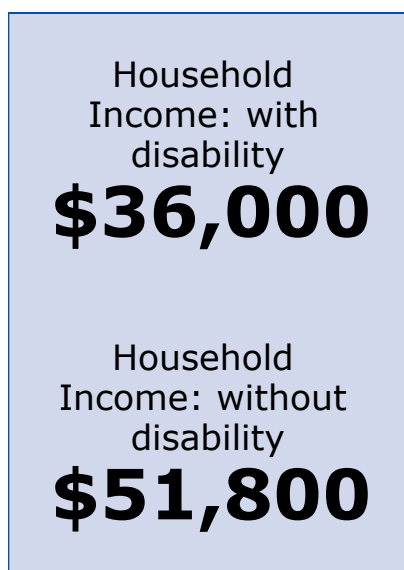 Household
Income: with
disability
$36,000
Household
Income: without
disability
$51,800